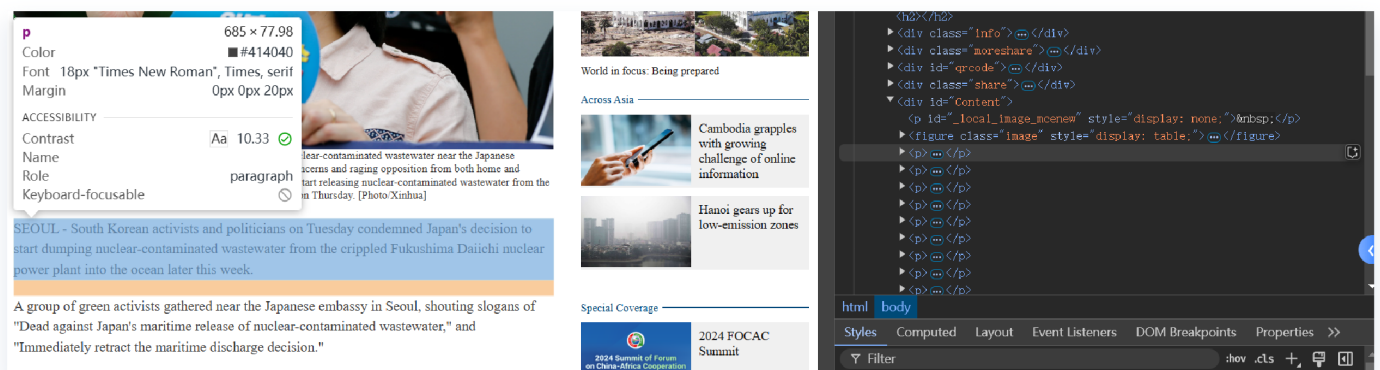 p
685 × 77.98
Color
#414040
Font
18px "Times New Roman", Times, serif
Margin
0px 0px 20px
ACCESSIBILITY
Contrast
Aa 10.33
Name
Role
paragraph
Keyboard-focusable
lear-contaminated wastewater near the Japanese
ncerns and raging opposition from both home and
tart releasing nuclear-contaminated wastewater from the
on Thursday. [Photo/Xinhua]
SEOUL - South Korean activists and politicians on Tuesday condemned Japan's decision to
start dumping nuclear-contaminated wastewater from the crippled Fukushima Daiichi nuclear
power plant into the ocean later this week.
A group of green activists gathered near the Japanese embassy in Seoul, shouting slogans of
"Dead against Japan's maritime release of nuclear-contaminated wastewater," and
"Immediately retract the maritime discharge decision."
World in focus: Being prepared
Across Asia
Cambodia grapples
with growing
challenge of online
information
Hanoi gears up for
low-emission zones
Special Coverage
2024 Summit of Forum
on China-Africa Cooperation
2024 FOCAC
Summit
<h2></h2>
<div class="info">⋯</div>
<div class="moreshare">⋯</div>
<div id="qrcode">⋯</div>
<div class="share">⋯</div>
<div id="Content">
<p id="_local_image_mcenew" style="display: none;">&nbsp;</p>
<figure class="image" style="display: table;">⋯</figure>
<p>⋯</p>
<p>⋯</p>
<p>⋯</p>
<p>⋯</p>
<p>⋯</p>
<p>⋯</p>
<p>⋯</p>
<p>⋯</p>
<p>⋯</p>
html body
Styles Computed Layout Event Listeners DOM Breakpoints Properties
Filter
:hov .cls